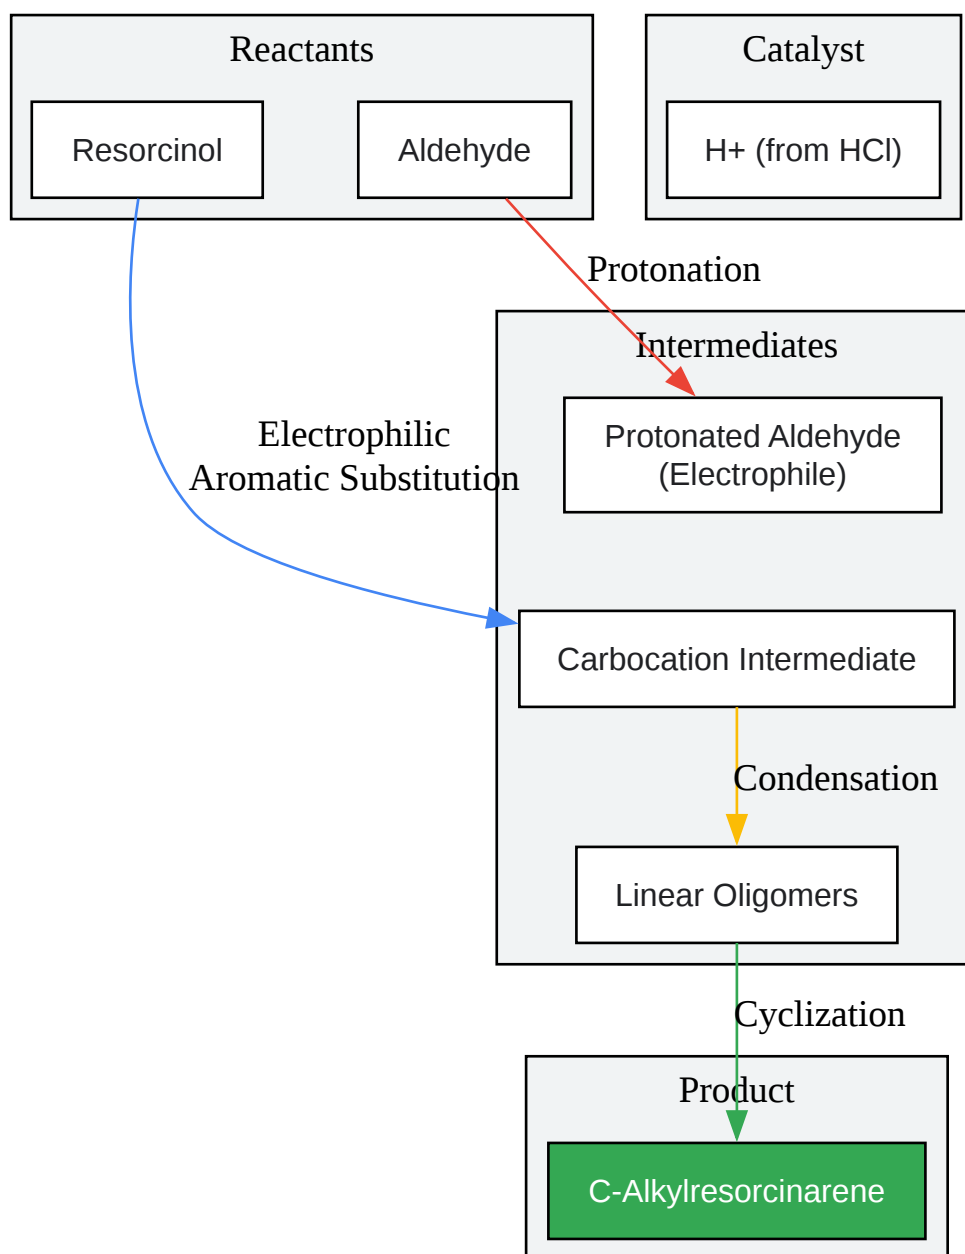 Reactants
Catalyst
Resorcinol
Aldehyde
H+ (from HCl)
Protonation
Intermediates
Protonated Aldehyde
(Electrophile)
Electrophilic
Aromatic Substitution
Carbocation Intermediate
Condensation
Linear Oligomers
Cyclization
Product
C-Alkylresorcinarene